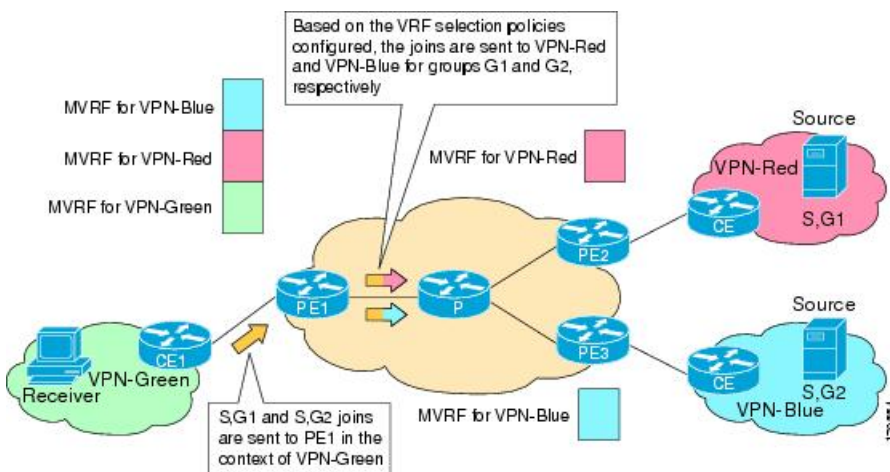 Based on the VRF selection policies
configured, the joins are sent to VPN-Red
and VPN-Blue for groups G1 and G2,
respectively
MVRF for VPN-Blue
MVRF for VPN-Red
MVRF for VPN-Green
MVRF for VPN-Red
Source
VPN-Red
S,G1
CE
PE2
PE1
P
PE3
CE1
VPN-Green
Receiver
Source
S,G2
CE
VPN-Blue
MVRF for VPN-Blue
S,G1 and S,G2 joins
are sent to PE1 in the
context of VPN-Green